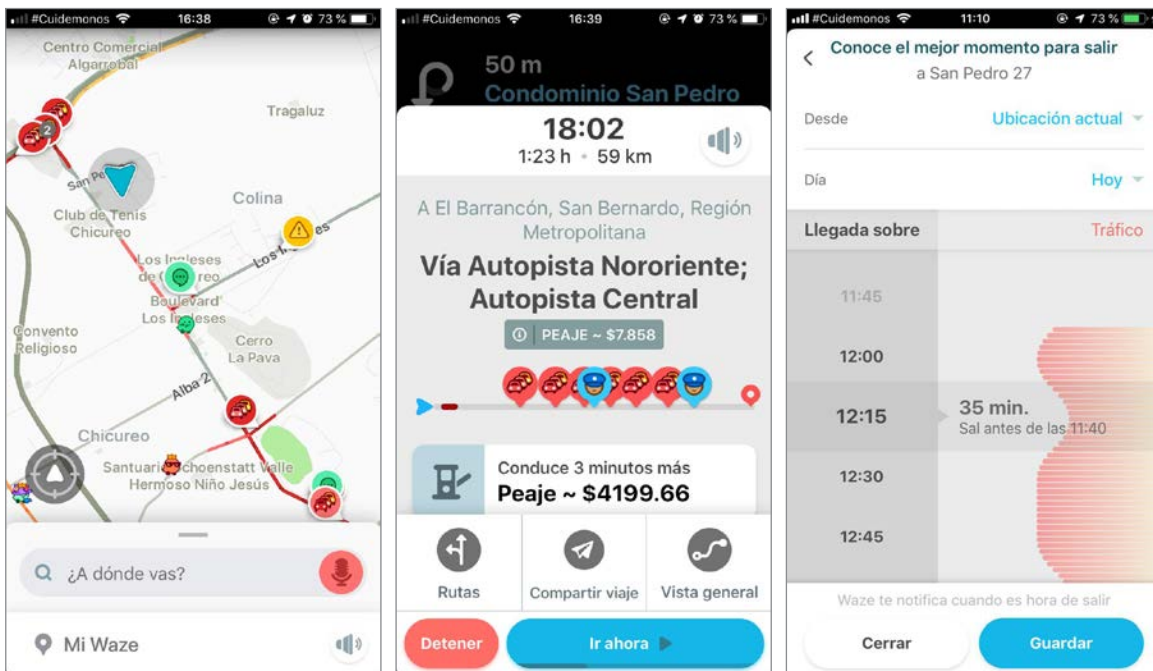 #Cuidemonos
16:38
73 %
Centro Comercial
Algarrobal
Tragaluz
2
Colina
Club de Tenis
Chicureo
Los Ingleses
Boulevard
Los Ingleses
Convento
Religioso
Cerro
La Pava
Alba 2
Chicureo
Hermoso Niño Jesús
¿A dónde vas?
Mi Waze
#Cuidemonos
16:39
73 %
50 m
Condominio San Pedro
18:02
1:23 h • 59 km
A El Barrancón, San Bernardo, Región
Metropolitana
Vía Autopista Nororiente;
Autopista Central
PEAJE ~ $7.858
Conduce 3 minutos más
Peaje ~ $4199.66
Rutas
Compartir viaje
Vista general
Detener
Ir ahora
#Cuidemonos
11:10
73 %
Conoce el mejor momento para salir
a San Pedro 27
Desde
Ubicación actual
Día
Hoy
Llegada sobre
Tráfico
11:45
12:00
12:15
35 min.
Sal antes de las 11:40
12:30
12:45
Waze te notifica cuando es hora de salir
Cerrar
Guardar